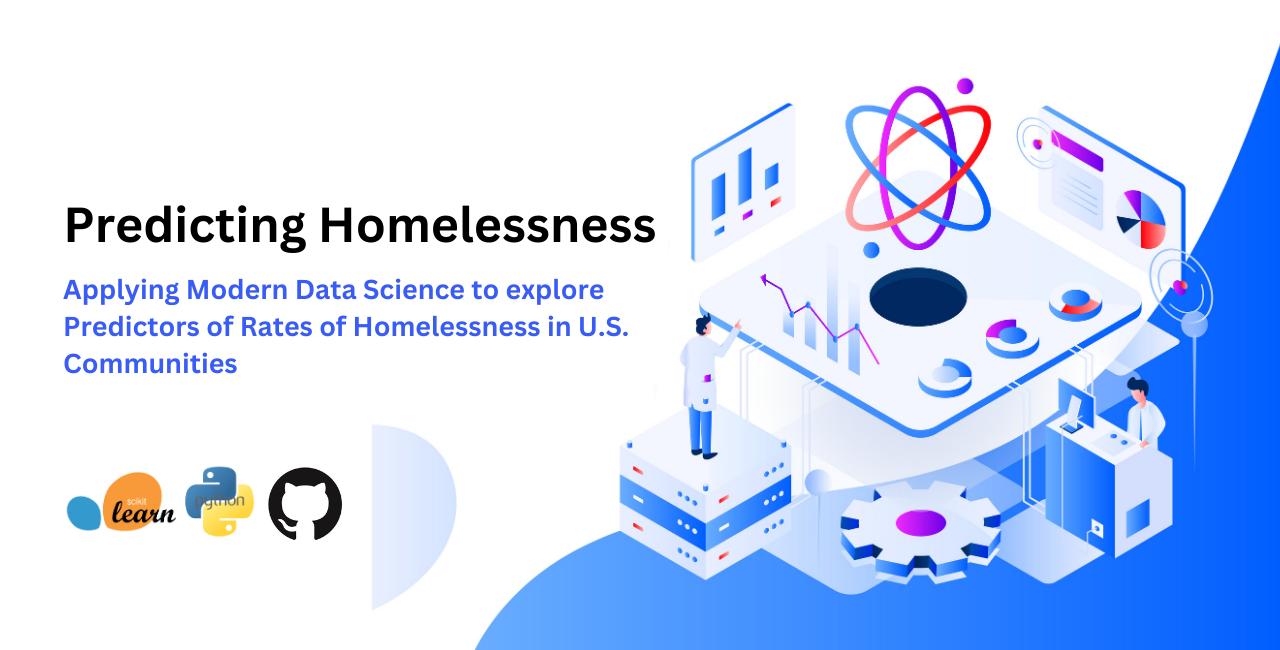 Predicting Homelessness
Applying Modern Data Science to explore
Predictors of Rates of Homelessness in U.S.
Communities
scikit
learn
python